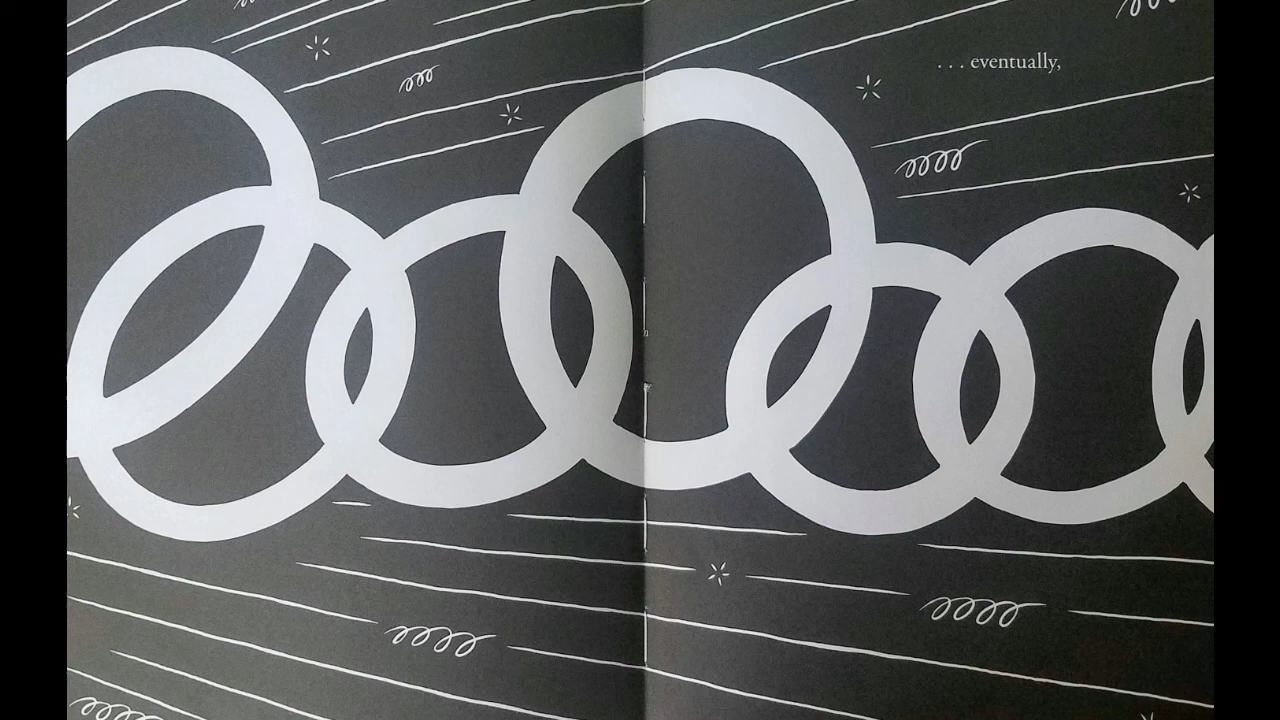 . . . eventually,